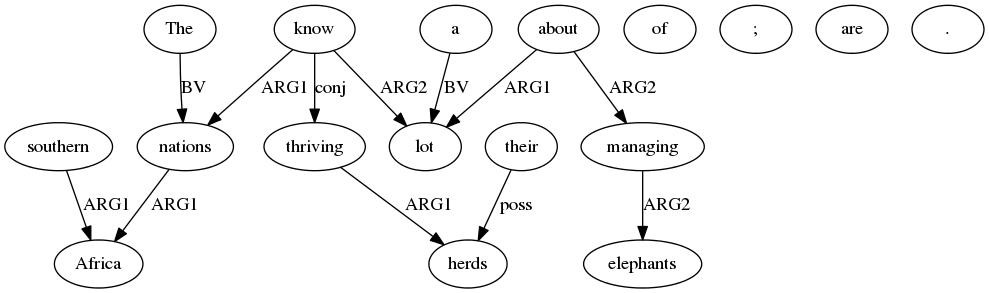 The know a about of ; are .
BV ARG1 conj ARG2 BV ARG1 ARG2
southern nations thriving lot their managing
ARG1 ARG1 ARG1 poss ARG2
Africa herds elephants